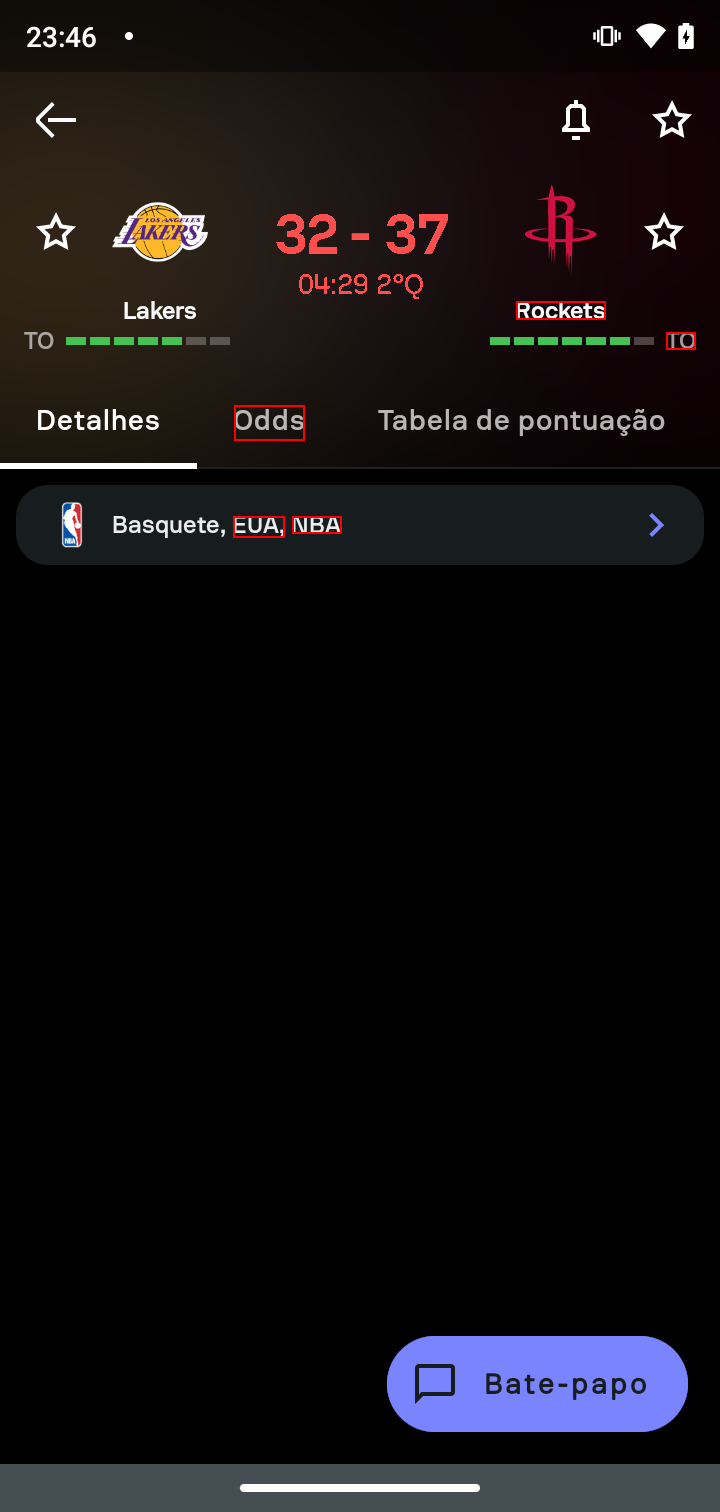 23:46
LOS ANGELES
LAKERS
R
32 - 37
04:29 2°Q
Lakers
Rockets
TO
TO
Detalhes Odds Tabela de pontuação
NBA
Basquete, EUA, NBA
Bate-papo